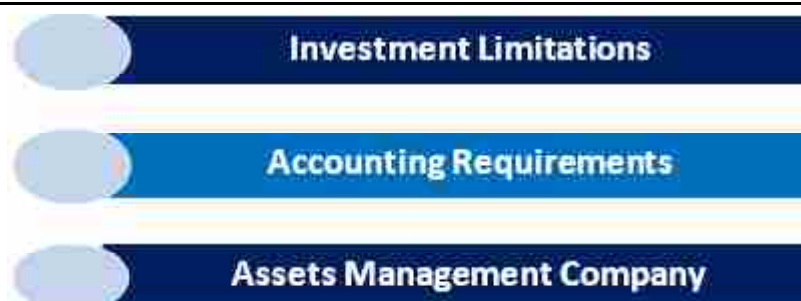 Investment Limitations
Accounting Requirements
Assets Management Company